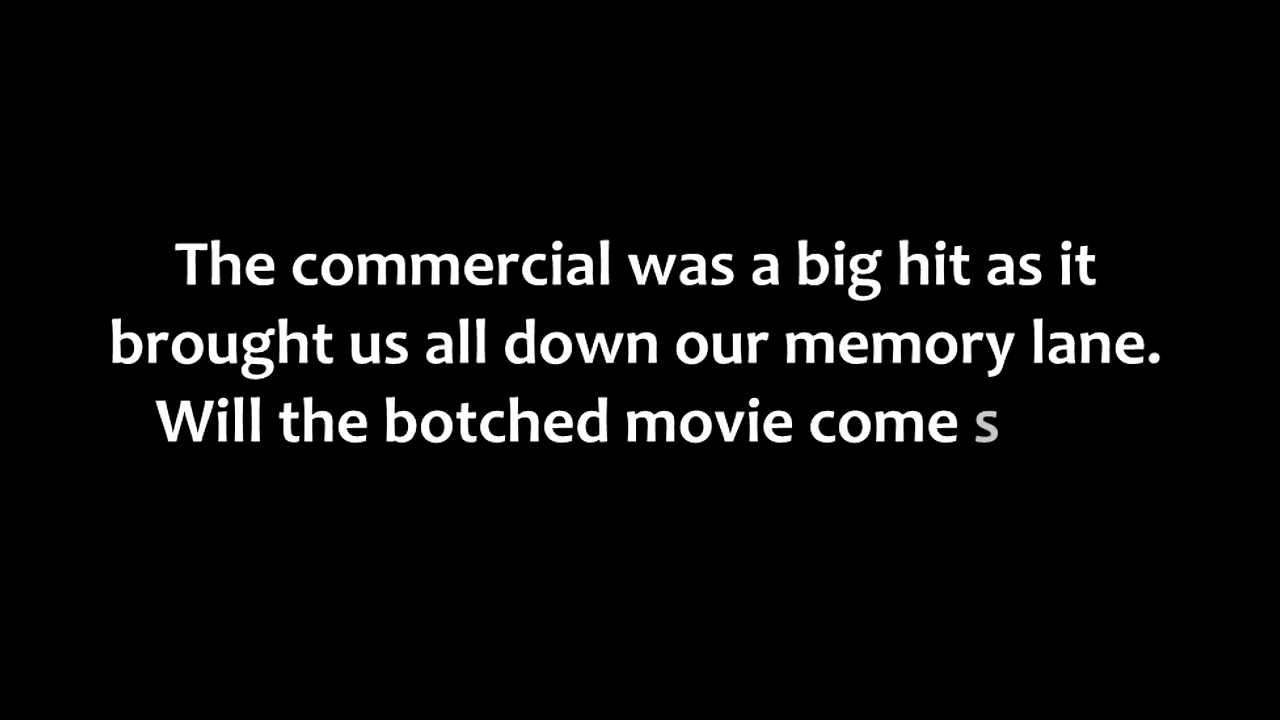 The commercial was a big hit as it
brought us all down our memory lane.
Will the botched movie come s